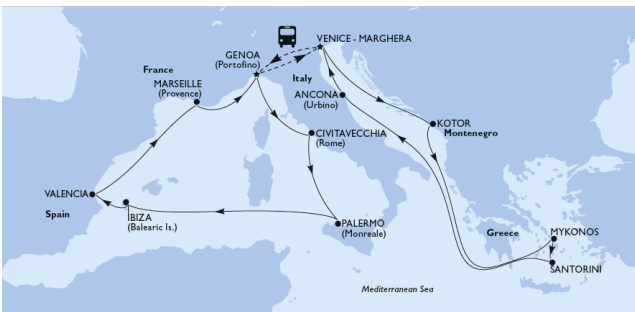 VENICE - MARGHERA
GENOA
(Portofino)
France
Italy
MARSEILLE
(Provence)
ANCONA
(Urbino)
KOTOR
Montenegro
CIVITAVECCHIA
(Rome)
VALENCIA
Spain
IBIZA
(Balearic Is.)
PALERMO
(Monreale)
Greece
MYKONOS
SANTORINI
Mediterranean Sea